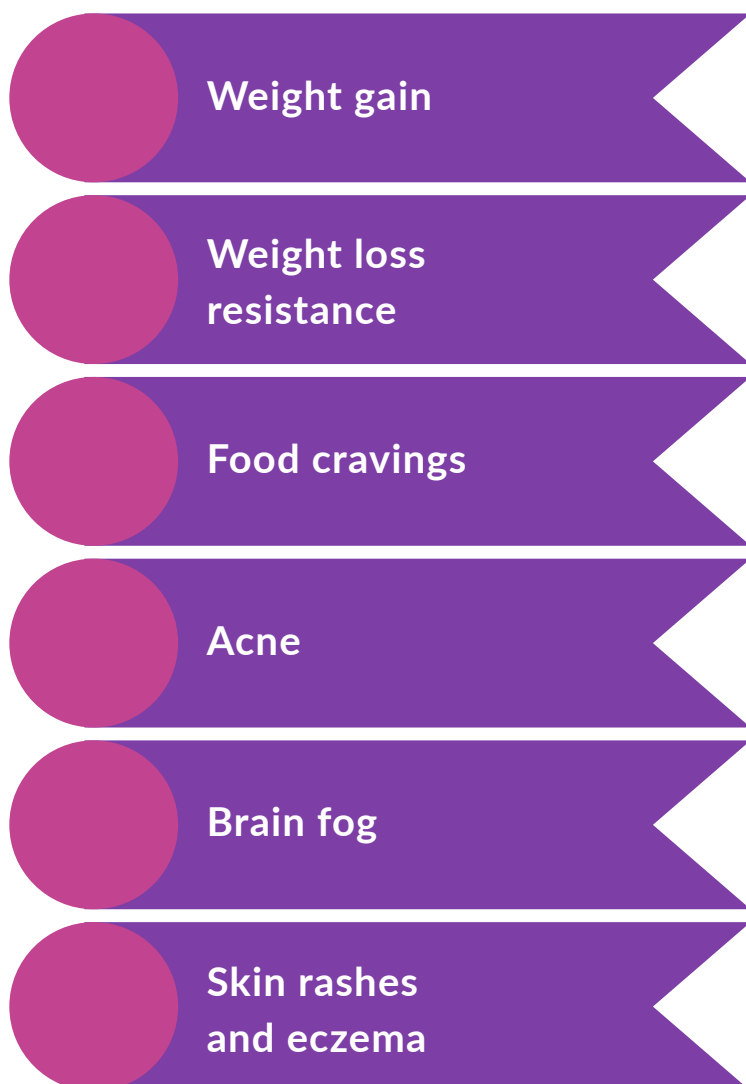 Weight gain
Weight loss
resistance
Food cravings
Acne
Brain fog
Skin rashes
and eczema